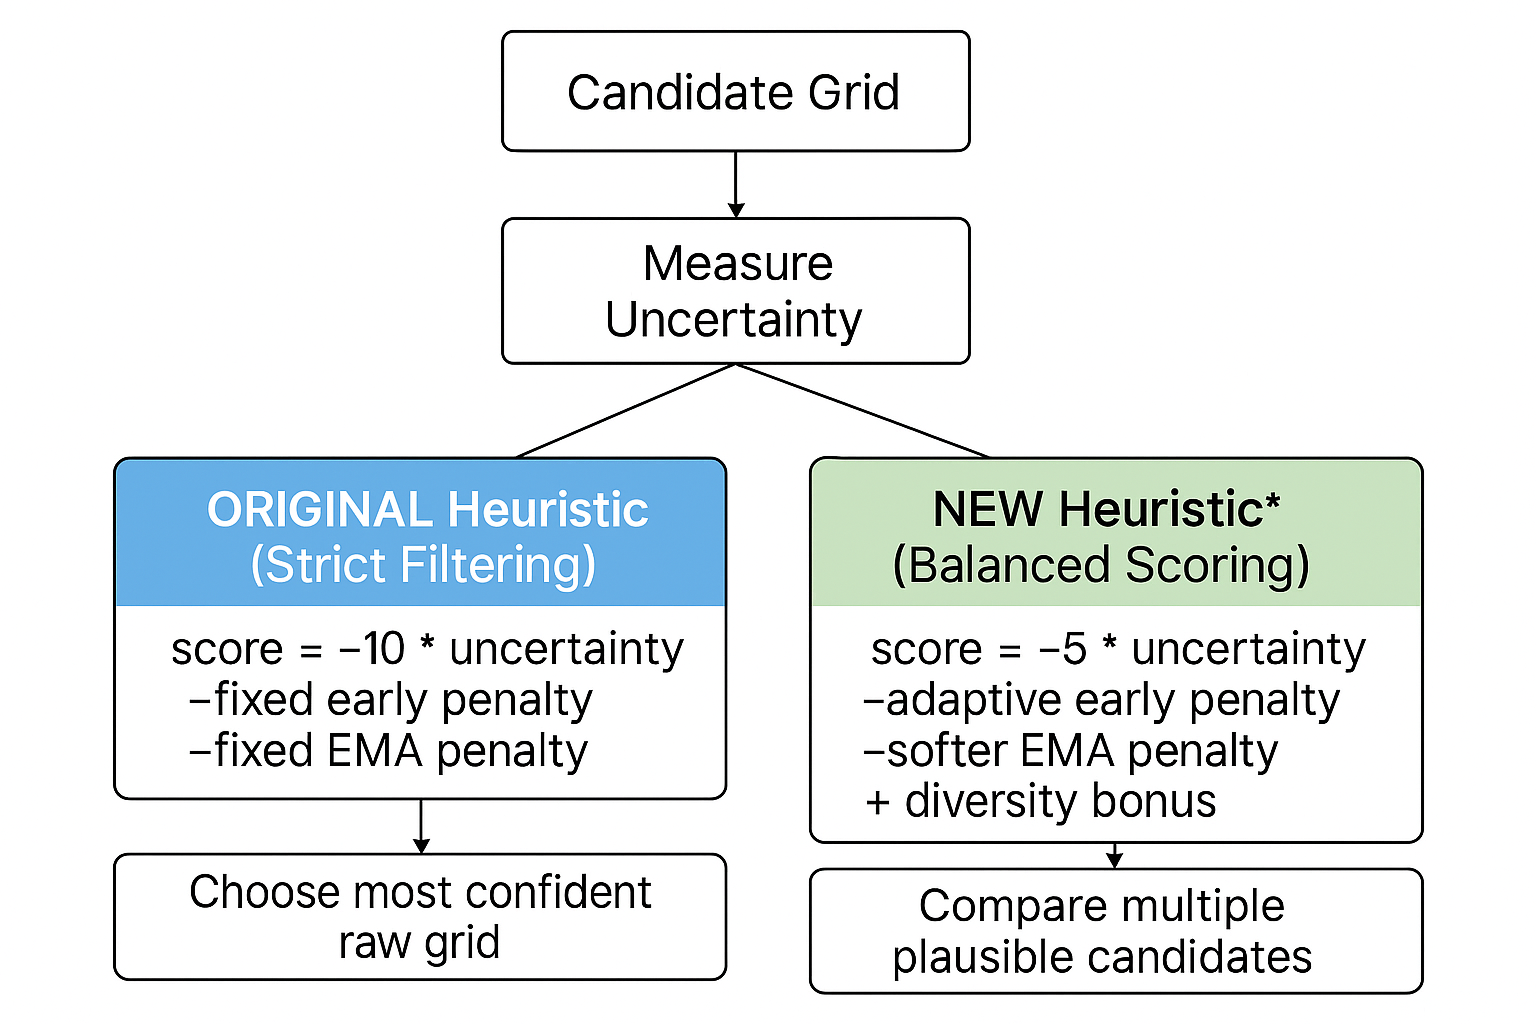 Candidate Grid
Measure
Uncertainty
ORIGINAL Heuristic
(Strict Filtering)
score = −10 * uncertainty
−fixed early penalty
−fixed EMA penalty
Choose most confident
raw grid
NEW Heuristic*
(Balanced Scoring)
score = −5 * uncertainty
−adaptive early penalty
−softer EMA penalty
+ diversity bonus
Compare multiple
plausible candidates